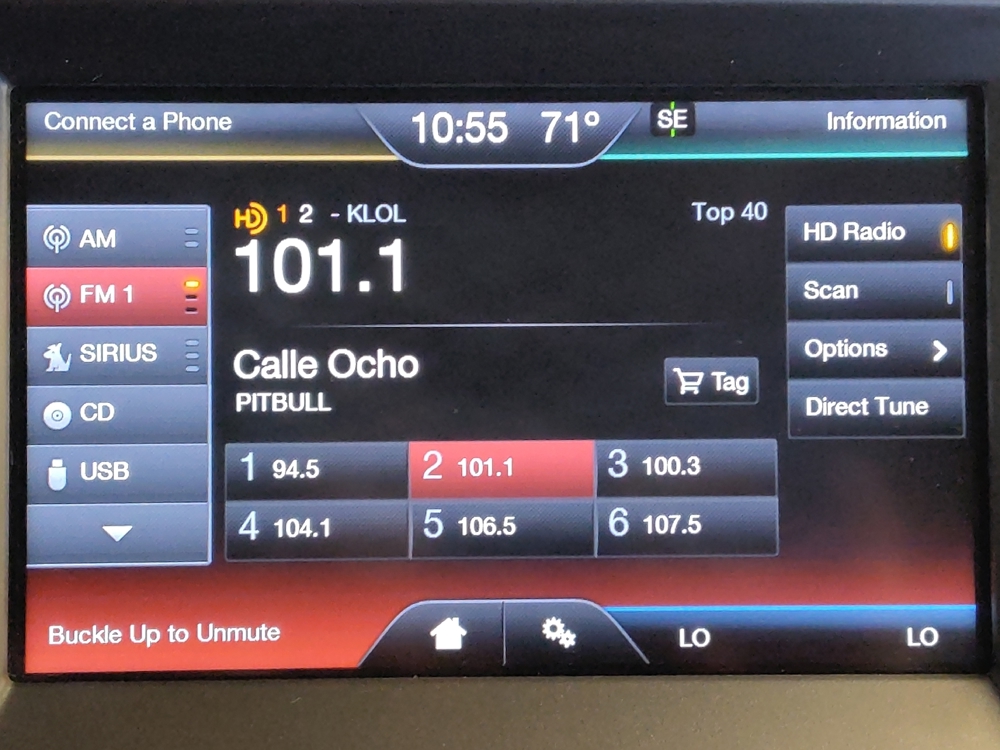 Connect a Phone
10:55 71°
SE
Information
AM
FM 1
SIRIUS
CD
USB
HD 1 2 - KLOL
Top 40
101.1
Calle Ocho
PITBULL
Tag
1 94.5
2 101.1
3 100.3
4 104.1
5 106.5
6 107.5
HD Radio
Scan
Options
Direct Tune
Buckle Up to Unmute
LO
LO